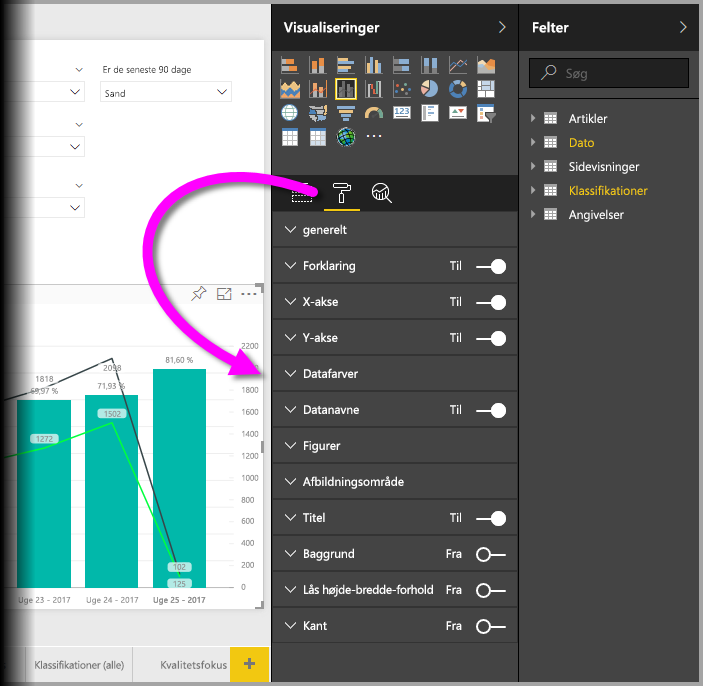 Er de seneste 90 dage
Sand
1818
69,97 %
1272
2098
71,93 %
1502
81,60 %
102
125
2200
1800
1600
1400
1200
1000
800
600
400
200
0
Uge 23 - 2017
Uge 24 - 2017
Uge 25 - 2017
Klassifikationer (alle)
Kvalitetsfokus
+
Visualiseringer
123
generelt
Forklaring Til
X-akse Til
Y-akse Til
Datafarver
Datanavne Til
Figurer
Afbildningsområde
Titel Til
Baggrund Fra
Lås højde-bredde-forhold Fra
Kant Fra
Felter
Søg
Artikler
Dato
Sidevisninger
Klassifikationer
Angivelser